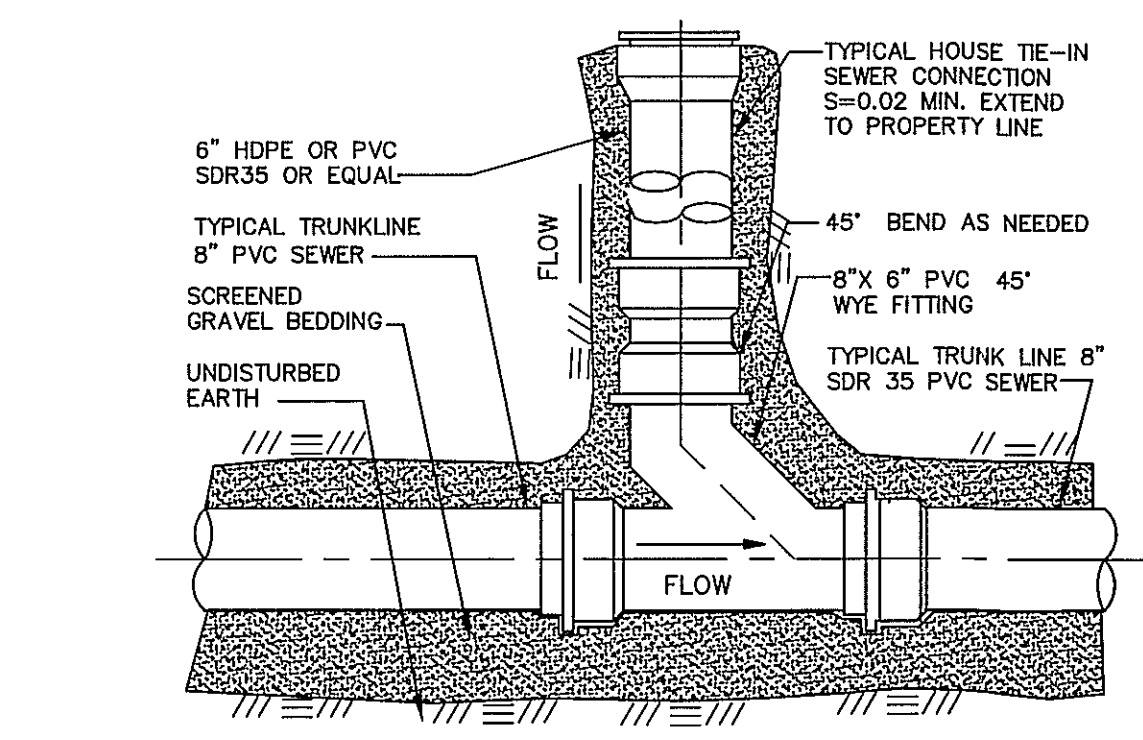 TYPICAL HOUSE TIE-IN
SEWER CONNECTION
S=0.02 MIN. EXTEND
TO PROPERTY LINE
6" HDPE OR PVC
SDR35 OR EQUAL
TYPICAL TRUNKLINE
8" PVC SEWER
FLOW
45° BEND AS NEEDED
SCREENED
GRAVEL BEDDING
8"X 6" PVC 45°
WYE FITTING
UNDISTURBED
EARTH
TYPICAL TRUNK LINE 8"
SDR 35 PVC SEWER
FLOW